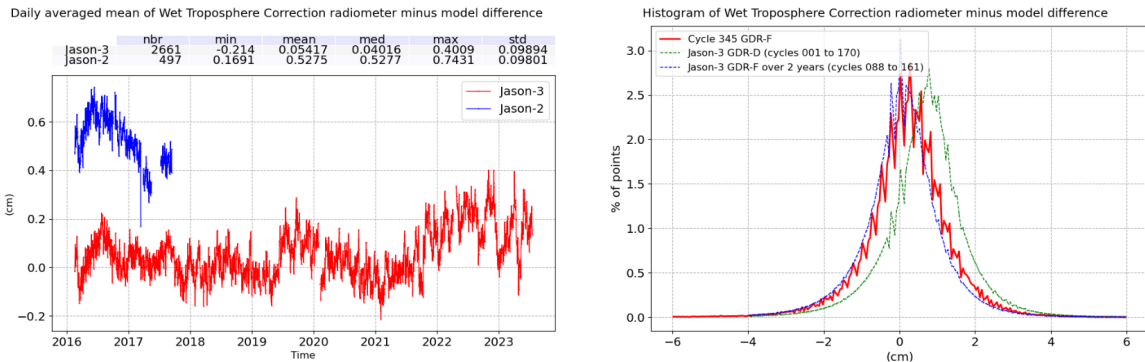 Daily averaged mean of Wet Troposphere Correction radiometer minus model difference
nbr min mean med max std
Jason-3 2661 -0.214 0.05417 0.04016 0.4009 0.09894
Jason-2 497 0.1691 0.5275 0.5277 0.7431 0.09801
Jason-3
Jason-2
0.6
0.4
0.2
0.0
−0.2
(cm)
2016 2017 2018 2019 2020 2021 2022 2023
Time
Histogram of Wet Troposphere Correction radiometer minus model difference
Cycle 345 GDR-F
Jason-3 GDR-D (cycles 001 to 170)
Jason-3 GDR-F over 2 years (cycles 088 to 161)
3.0
2.5
2.0
1.5
1.0
0.5
0.0
% of points
−6 −4 −2 0 2 4 6
(cm)